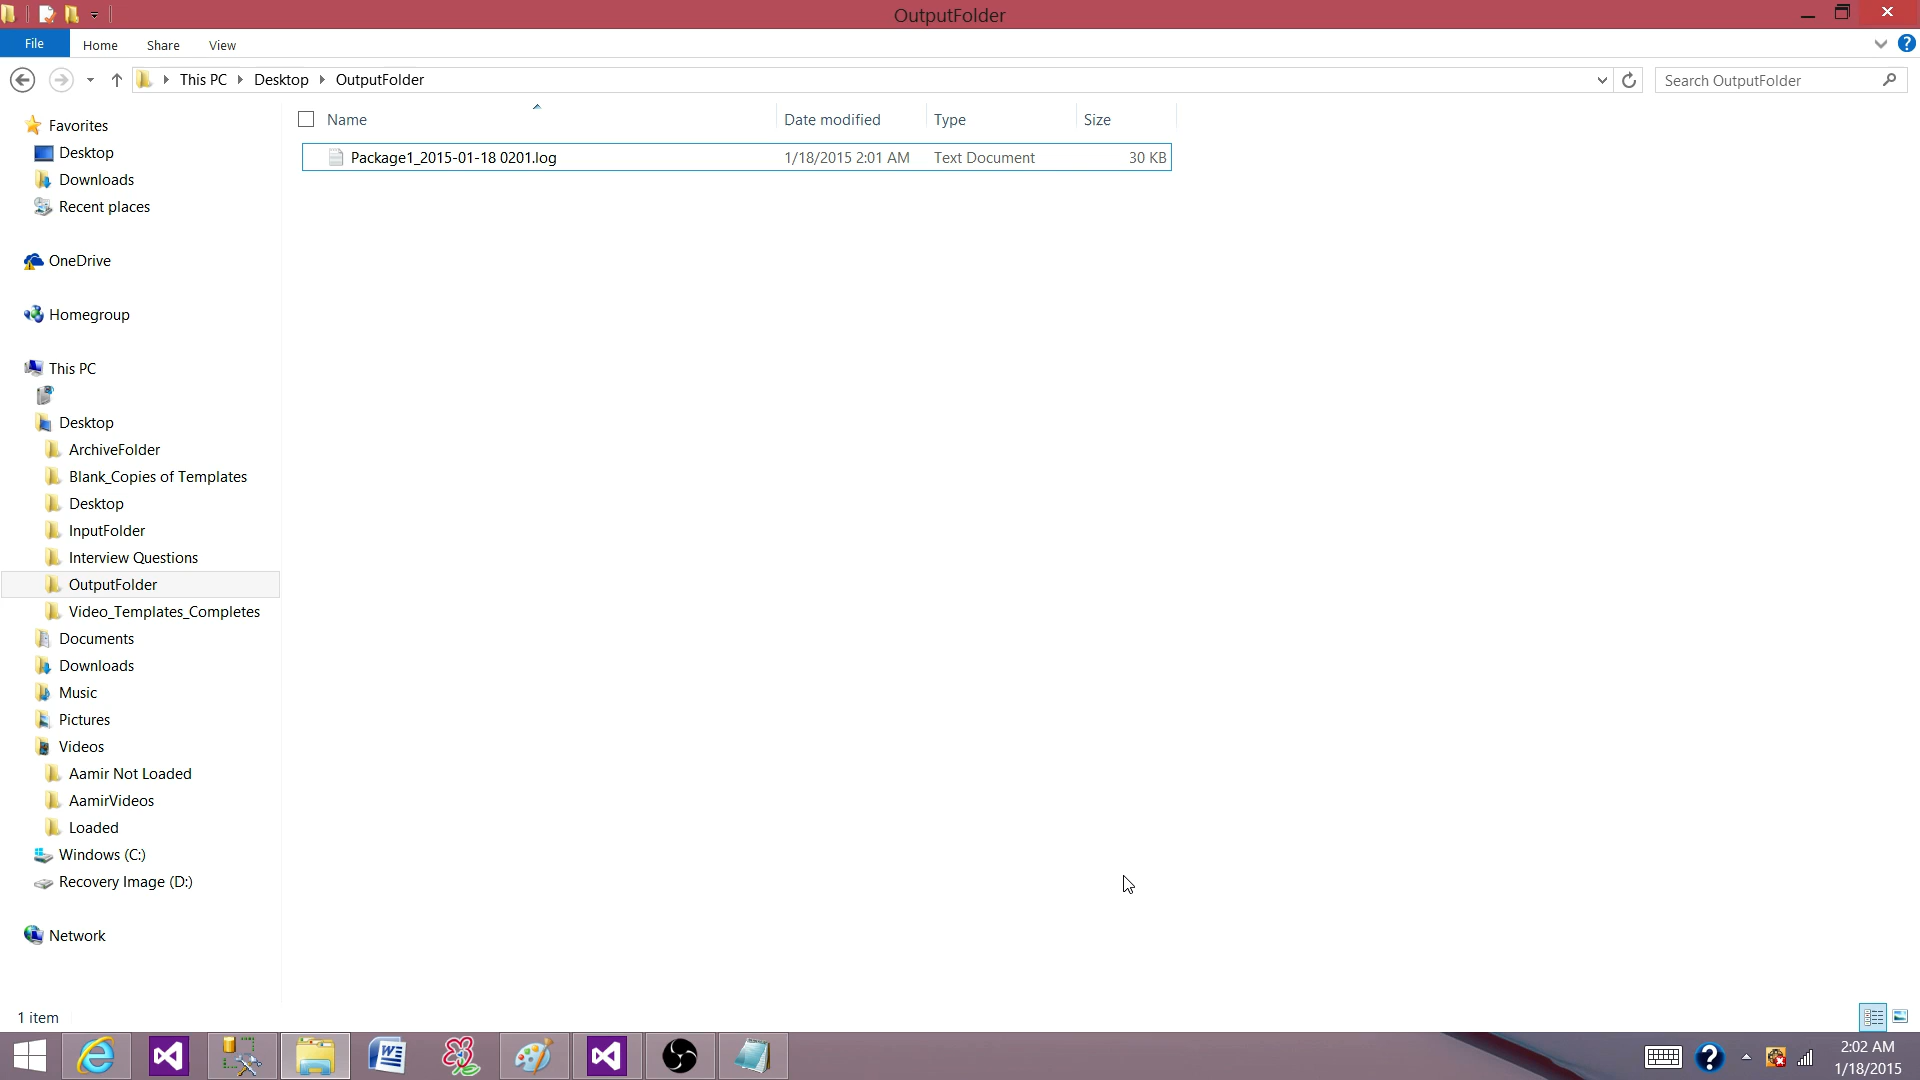 OutputFolder
File
Home
Share
View
This PC
Desktop
OutputFolder
Search OutputFolder
Name
Date modified
Type
Size
Package1_2015-01-18 0201.log
1/18/2015 2:01 AM
Text Document
30 KB
Favorites
Desktop
Downloads
Recent places
OneDrive
Homegroup
This PC
Desktop
ArchiveFolder
Blank_Copies of Templates
Desktop
InputFolder
Interview Questions
OutputFolder
Video_Templates_Completes
Documents
Downloads
Music
Pictures
Videos
Aamir Not Loaded
AamirVideos
Loaded
Windows (C:)
Recovery Image (D:)
Network
1 item
2:02 AM
1/18/2015